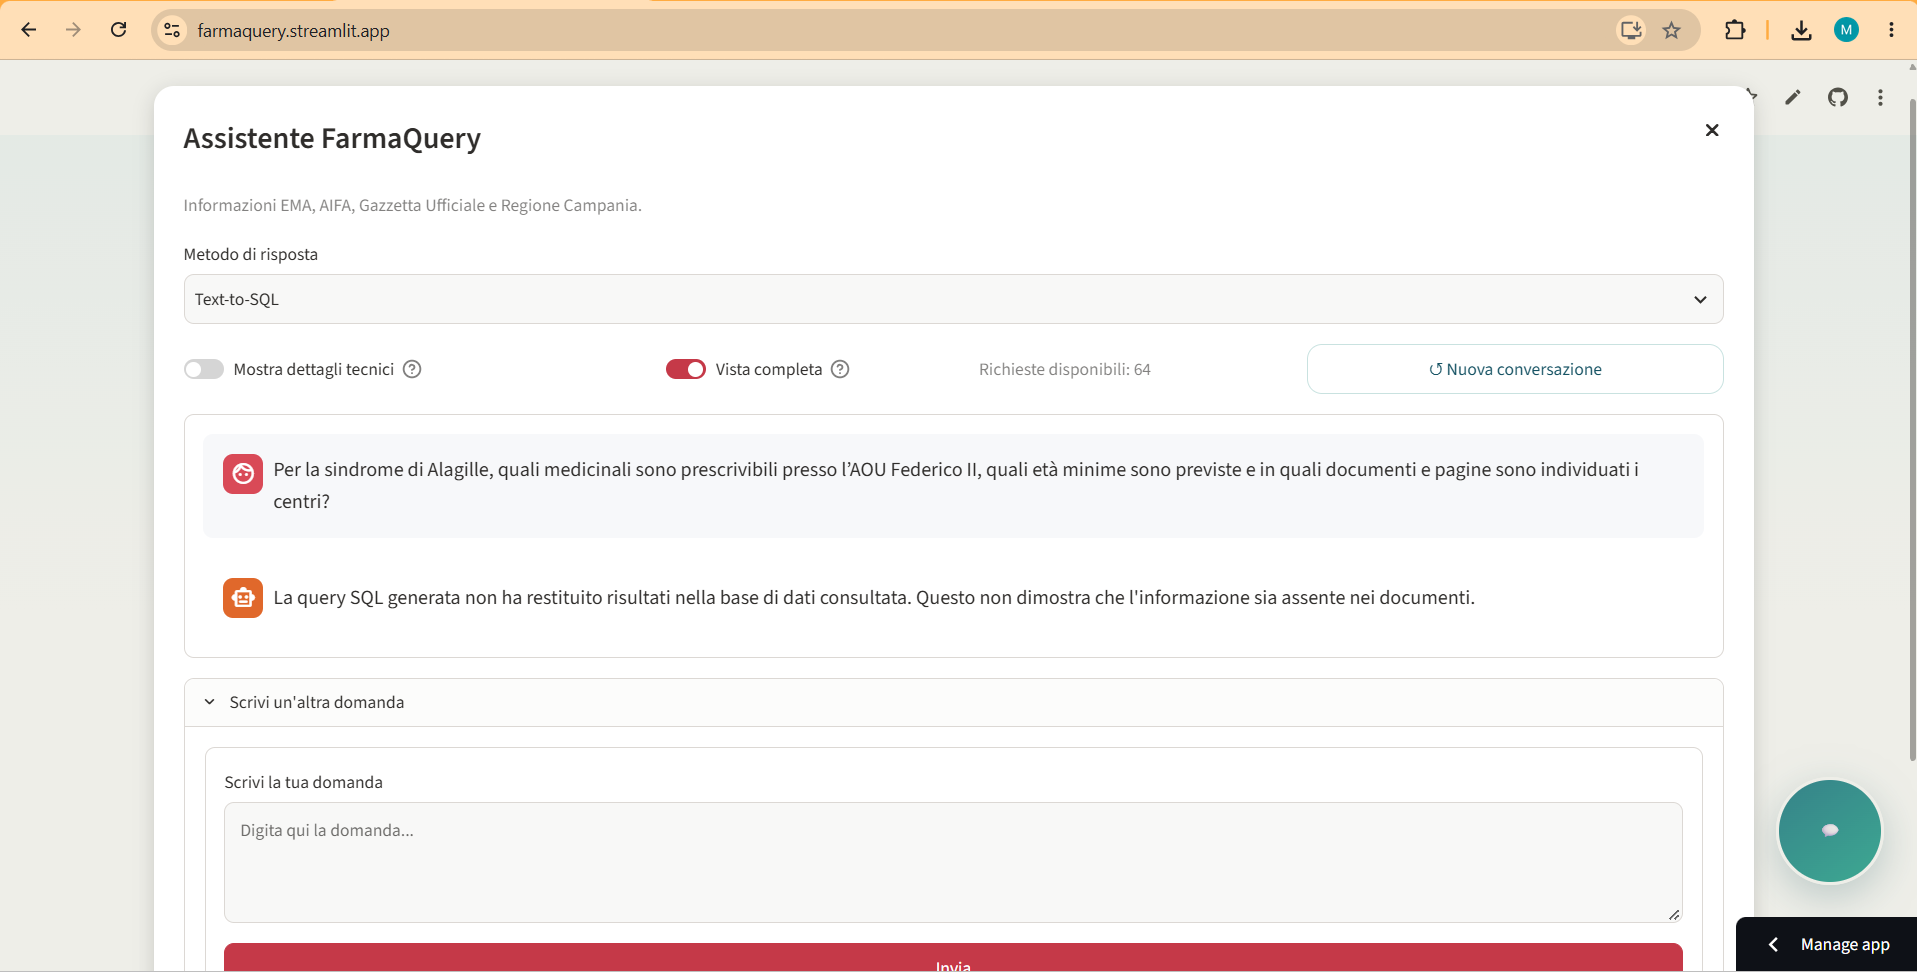 farmaquery.streamlit.app
M
Assistente FarmaQuery
Informazioni EMA, AIFA, Gazzetta Ufficiale e Regione Campania.
Metodo di risposta
Text-to-SQL
Mostra dettagli tecnici
Vista completa
Richieste disponibili: 64
↺ Nuova conversazione
Per la sindrome di Alagille, quali medicinali sono prescrivibili presso l’AOU Federico II, quali età minime sono previste e in quali documenti e pagine sono individuati i
centri?
La query SQL generata non ha restituito risultati nella base di dati consultata. Questo non dimostra che l'informazione sia assente nei documenti.
Scrivi un'altra domanda
Scrivi la tua domanda
Digita qui la domanda...
Invia
Manage app